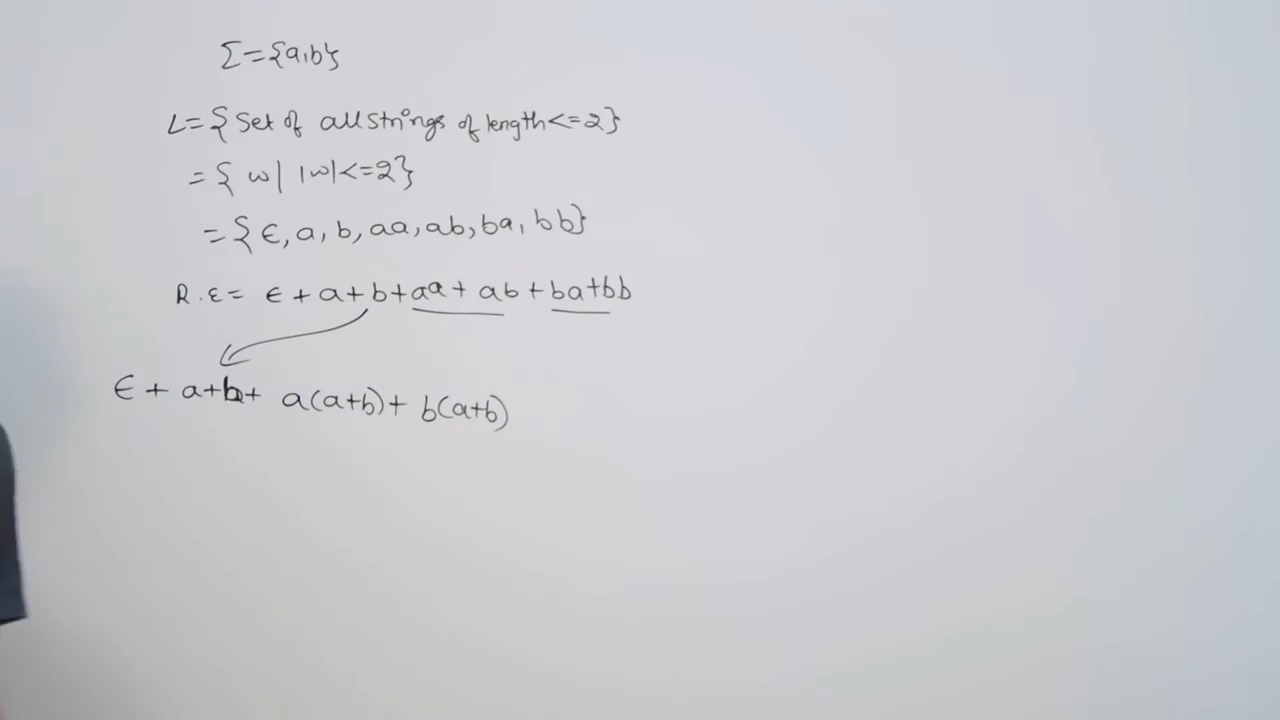 Σ={a,b}
L={Set of all strings of length<=2}
={ w| |w|<=2}
={ε, a, b, aa, ab, ba, bb}
R.ε= ε + a + b + aa + ab + ba+bb
ε + a+b+ a(a+b)+ b(a+b)